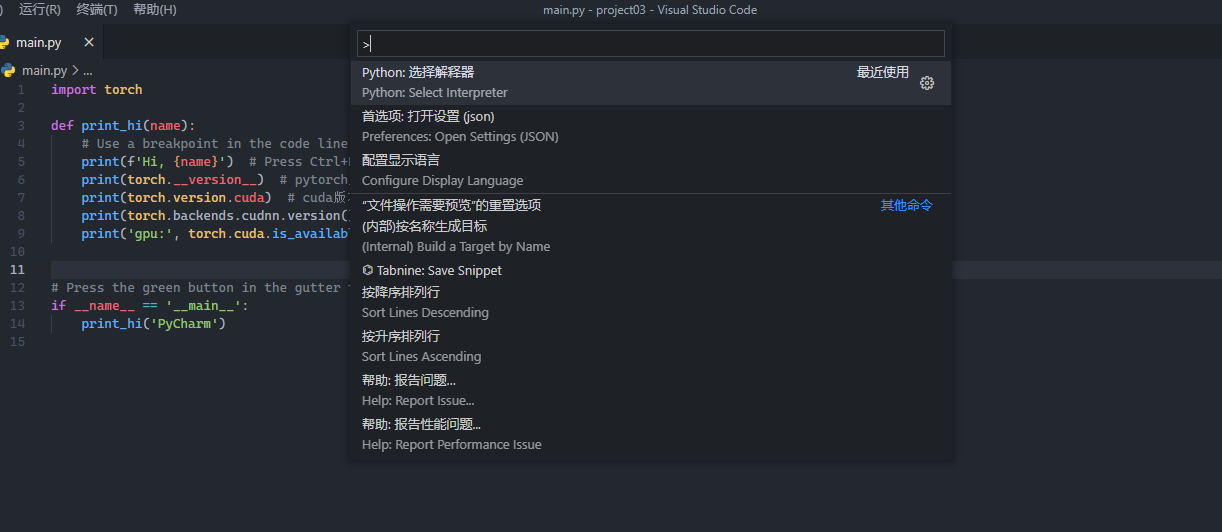 ) 运行(R) 终端(T) 帮助(H) main.py - project03 - Visual Studio Code
main.py ×
main.py > ...
>
Python: 选择解释器 最近使用
Python: Select Interpreter
首选项: 打开设置 (json)
Preferences: Open Settings (JSON)
配置显示语言
Configure Display Language
“文件操作需要预览”的重置选项 其他命令
(内部)按名称生成目标
(Internal) Build a Target by Name
Tabnine: Save Snippet
按降序排列行
Sort Lines Descending
按升序排列行
Sort Lines Ascending
帮助: 报告问题...
Help: Report Issue...
帮助: 报告性能问题...
Help: Report Performance Issue
1 import torch
2
3 def print_hi(name):
4 # Use a breakpoint in the code line
5 print(f'Hi, {name}') # Press Ctrl+
6 print(torch.__version__) # pytorch
7 print(torch.version.cuda) # cuda版
8 print(torch.backends.cudnn.version(
9 print('gpu:', torch.cuda.is_availab
10
11
12 # Press the green button in the gutter
13 if __name__ == '__main__':
14 print_hi('PyCharm')
15